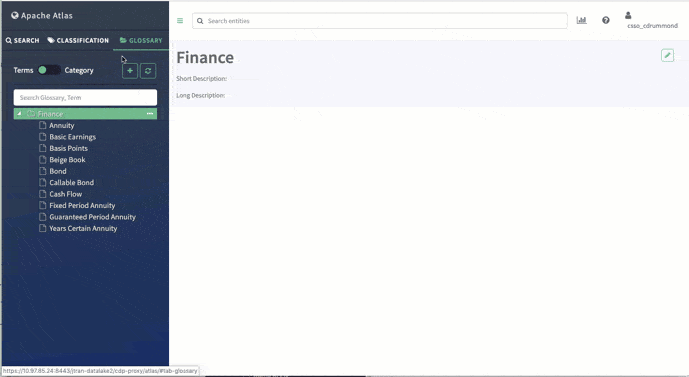 Apache Atlas
Search entities
csso_cdrummond
SEARCH CLASSIFICATION GLOSSARY
Terms Category
Search Glossary, Term
Finance
Annuity
Basic Earnings
Basis Points
Beige Book
Bond
Callable Bond
Cash Flow
Fixed Period Annuity
Guaranteed Period Annuity
Years Certain Annuity
Finance
Short Description:
Long Description:
https://10.97.85.24:8443/jtran-datalake2/cdp-proxy/atlas/#tab-glossary